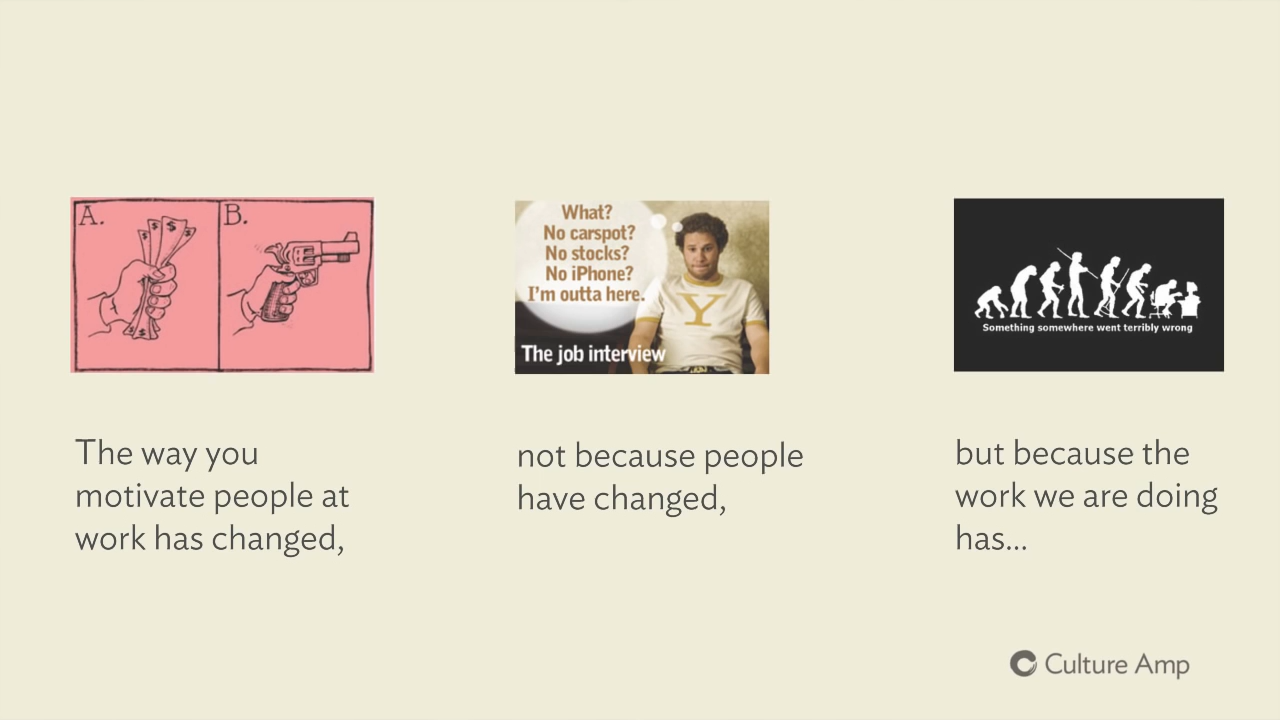 A.
B.
What?
No carspot?
No stocks?
No iPhone?
I'm outta here.
Y
The job interview
Something somewhere went terribly wrong
The way you
motivate people at
work has changed,
not because people
have changed,
but because the
work we are doing
has...
Culture Amp